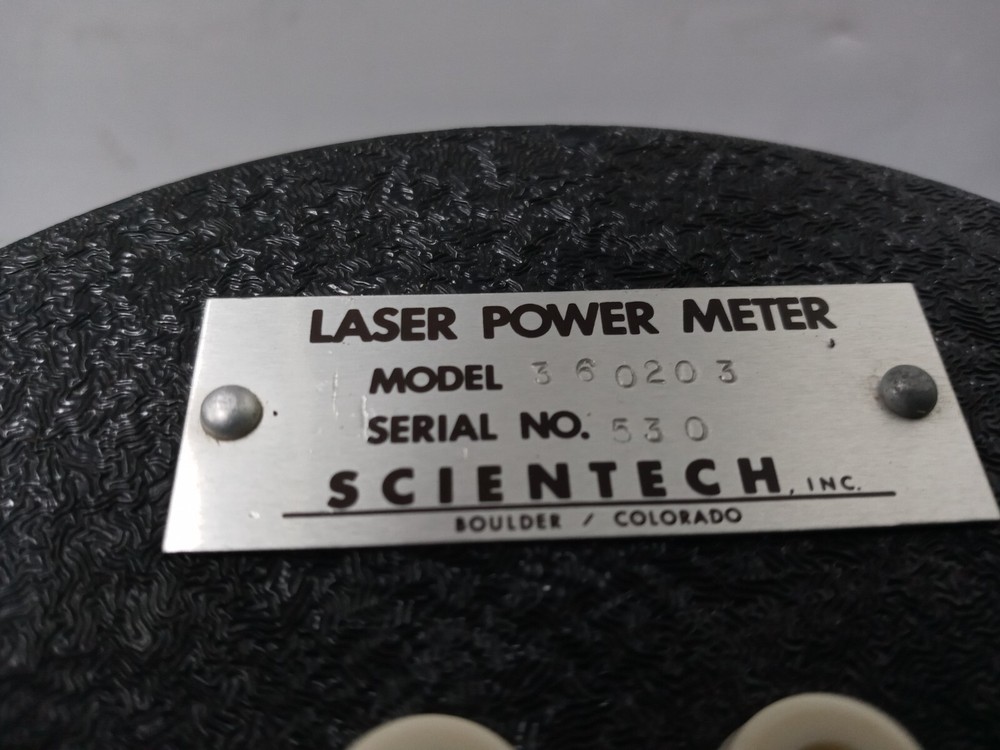 LASER POWER METER
MODEL 360203
SERIAL NO. 530
SCIENTECH, INC.
BOULDER / COLORADO